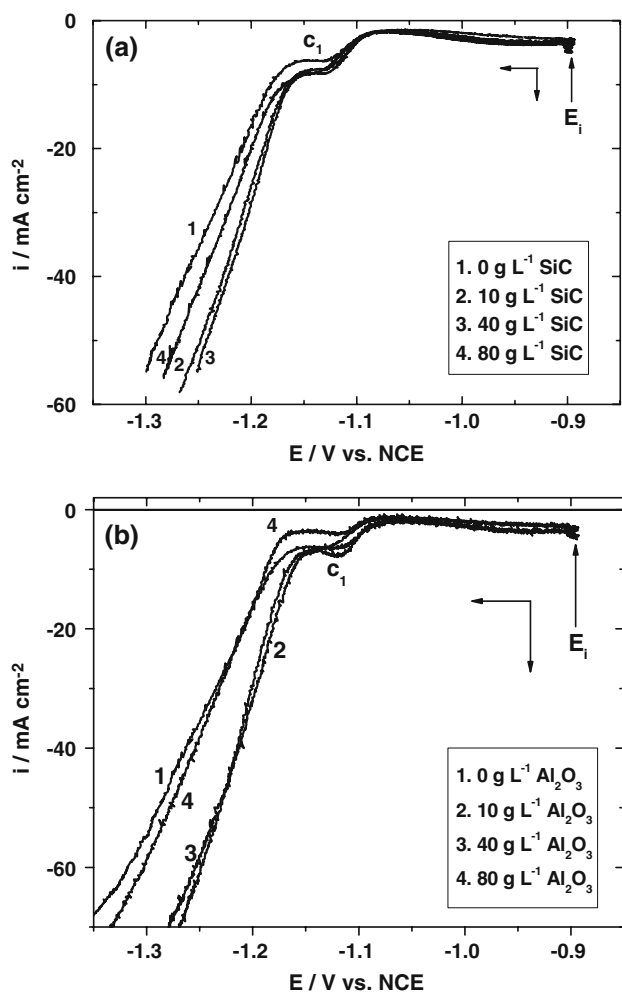 (a)
c₁
Eᵢ
1
4 2 3
1. 0 g L⁻¹ SiC
2. 10 g L⁻¹ SiC
3. 40 g L⁻¹ SiC
4. 80 g L⁻¹ SiC
0
-20
-40
-60
i / mA cm⁻²
-1.3 -1.2 -1.1 -1.0 -0.9
E / V vs. NCE
(b)
4
c₁
2
Eᵢ
1
4
3
1. 0 g L⁻¹ Al₂O₃
2. 10 g L⁻¹ Al₂O₃
3. 40 g L⁻¹ Al₂O₃
4. 80 g L⁻¹ Al₂O₃
0
-20
-40
-60
i / mA cm⁻²
-1.3 -1.2 -1.1 -1.0 -0.9
E / V vs. NCE